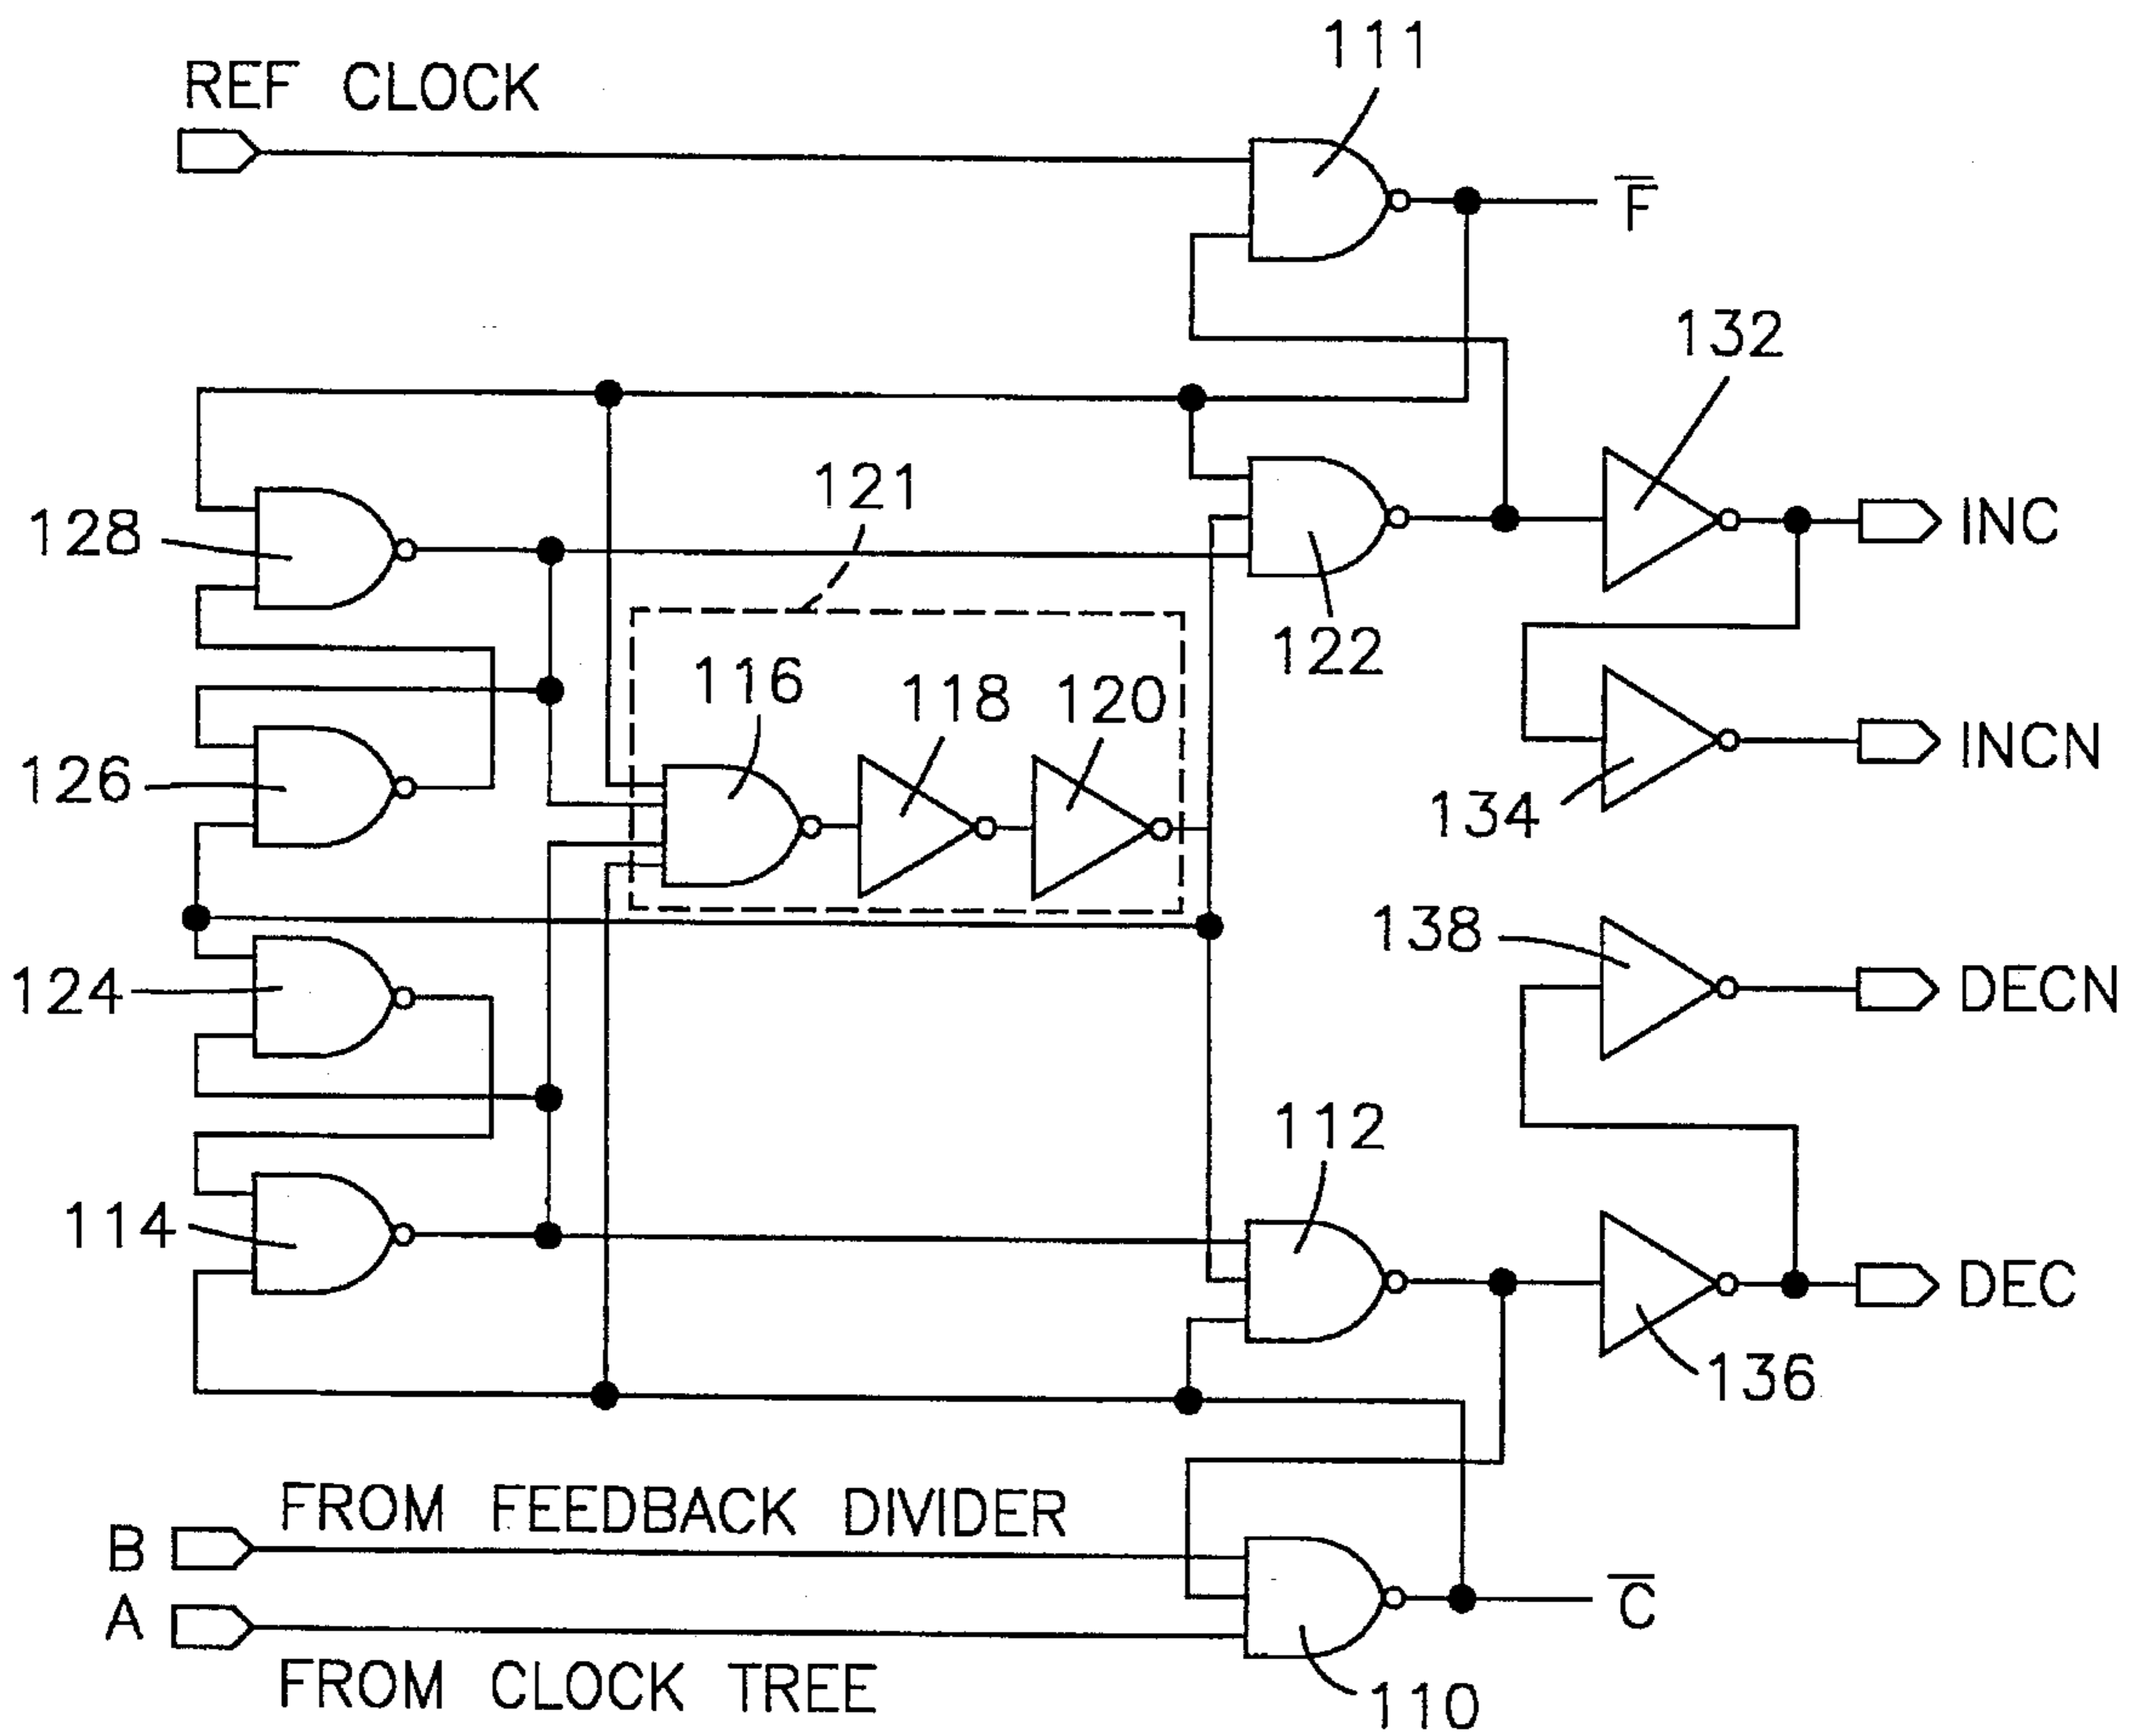 111
REF CLOCK
F̅
132
121
128
INC
122
116
118
120
126
INCN
134
138
124
DECN
112
114
DEC
136
FROM FEEDBACK DIVIDER
B
A
C̅
FROM CLOCK TREE
110